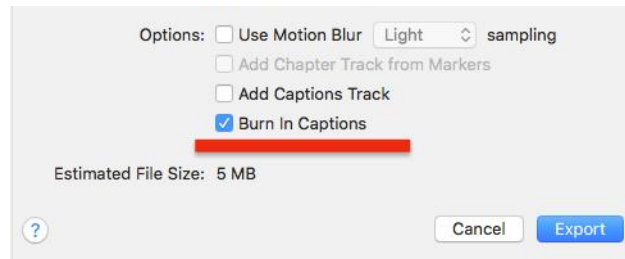 Options: Use Motion Blur Light sampling
Add Chapter Track from Markers
Add Captions Track
Burn In Captions
Estimated File Size: 5 MB
? Cancel Export